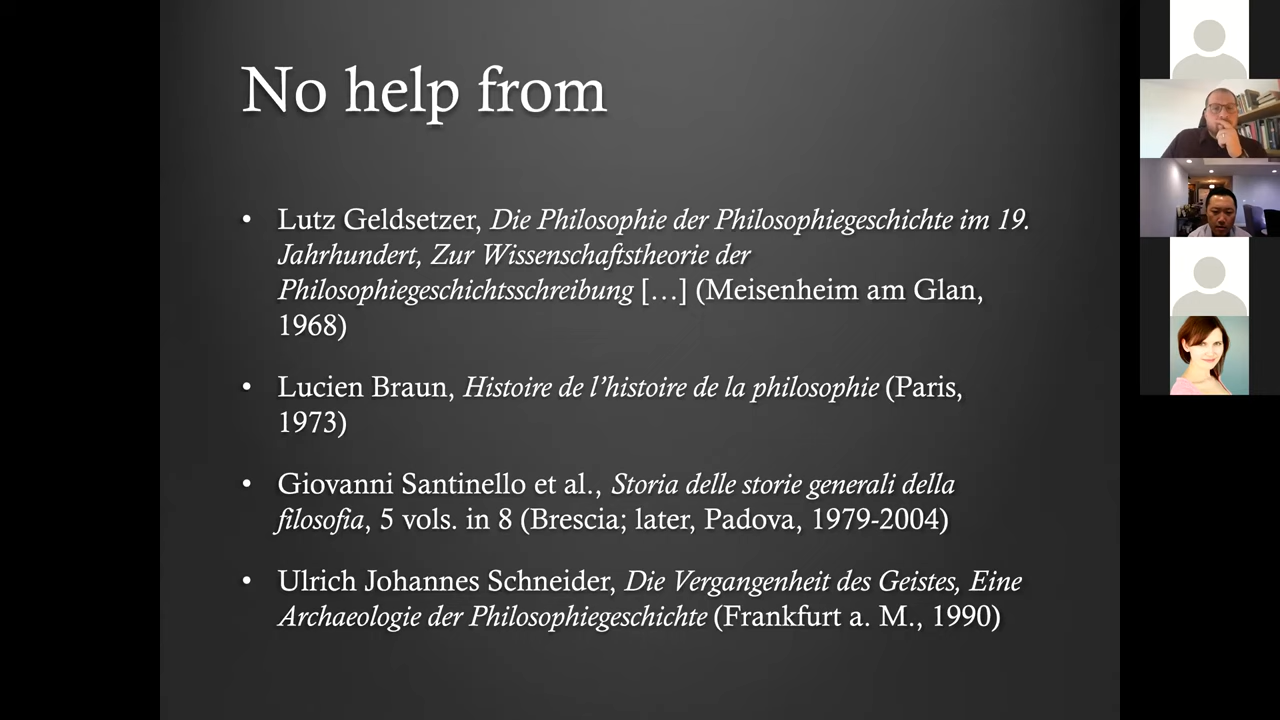 No help from
• Lutz Geldsetzer, Die Philosophie der Philosophiegeschichte im 19.
Jahrhundert, Zur Wissenschaftstheorie der
Philosophiegeschichtsschreibung […] (Meisenheim am Glan,
1968)
• Lucien Braun, Histoire de l’histoire de la philosophie (Paris,
1973)
• Giovanni Santinello et al., Storia delle storie generali della
filosofia, 5 vols. in 8 (Brescia; later, Padova, 1979-2004)
• Ulrich Johannes Schneider, Die Vergangenheit des Geistes, Eine
Archaeologie der Philosophiegeschichte (Frankfurt a. M., 1990)